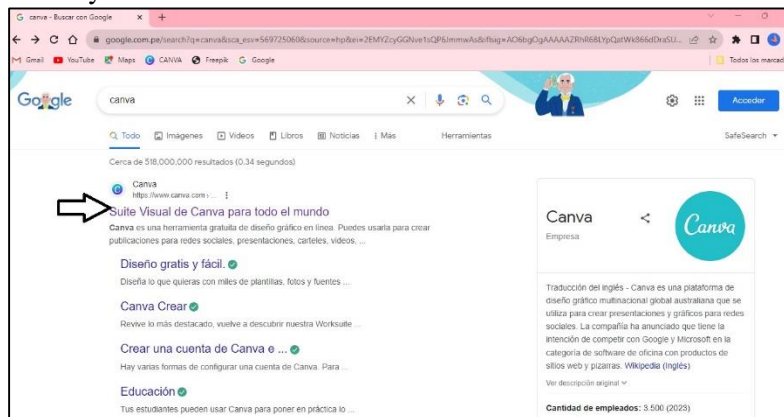 canva - Buscar con Google
google.com.pe/search?q=canva&sca_esv=569725060&source=hp&ei=
Gmail YouTube Maps CANVA Freepik Google Todos los marcad
Google
canva
Acceder
Todo Imágenes Videos Libros Noticias Más Herramientas SafeSearch
Cerca de 518,000,000 resultados (0.34 segundos)
Canva
https://www.canva.com › ...
Suite Visual de Canva para todo el mundo
Canva es una herramienta gratuita de diseño gráfico en línea. Puedes usarla para crear
publicaciones para redes sociales, presentaciones, carteles, videos. ...
Diseño gratis y fácil.
Diseña lo que quieras con miles de plantillas, fotos y fuentes ...
Canva Crear
Revive lo más destacado, vuelve a descubrir nuestra Worksuite ...
Crear una cuenta de Canva e ...
Hay varias formas de configurar una cuenta de Canva. Para ...
Educación
Tus estudiantes pueden usar Canva para poner en práctica lo ...
Canva
Empresa
Canva
Traducción del inglés - Canva es una plataforma de
diseño gráfico multinacional global australiana que se
utiliza para crear presentaciones y gráficos para redes
sociales. La compañía ha anunciado que tiene la
intención de competir con Google y Microsoft en la
categoría de software de oficina con productos de
sitios web y pizarras. Wikipedia (Inglés)
Ver descripción original
Cantidad de empleados: 3.500 (2023)